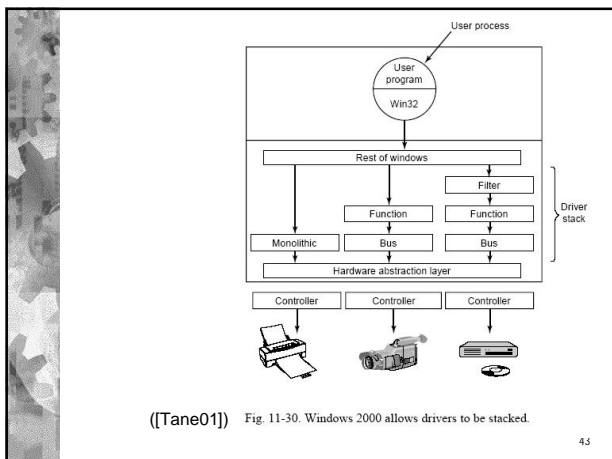 User process
User
program
Win32
Rest of windows
Filter
Function
Function
Driver
stack
Monolithic
Bus
Bus
Hardware abstraction layer
Controller
Controller
Controller
([Tane01]) Fig. 11-30. Windows 2000 allows drivers to be stacked.
43